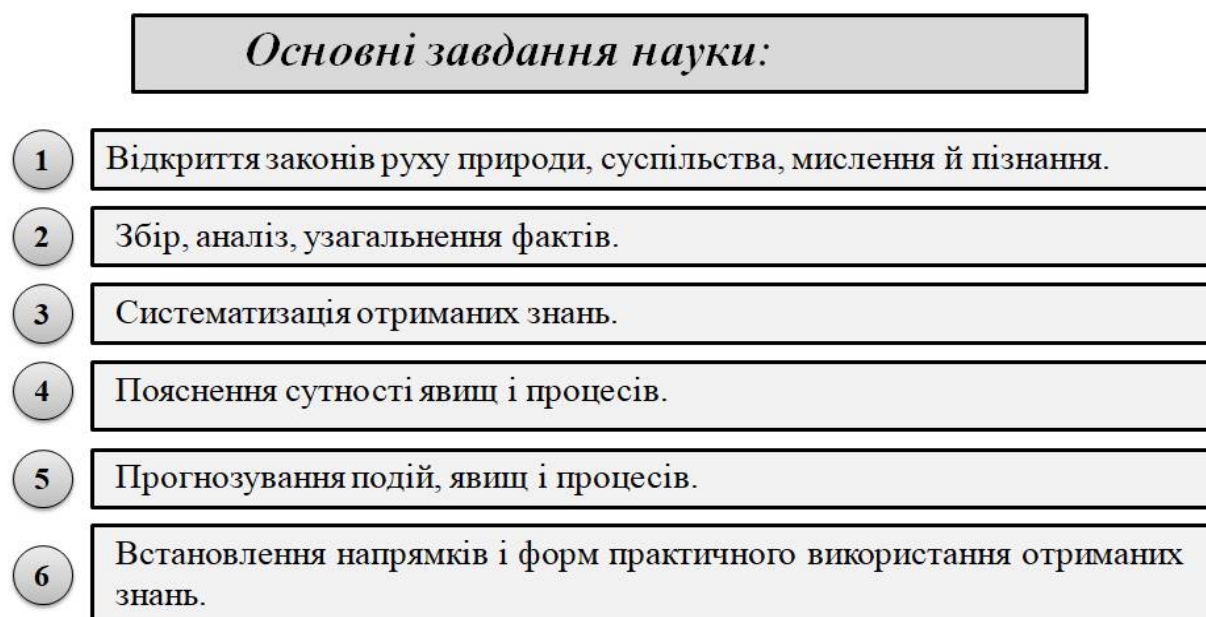 Основні завдання науки:
1 Відкриття законів руху природи, суспільства, мислення й пізнання.
2 Збір, аналіз, узагальнення фактів.
3 Систематизація отриманих знань.
4 Пояснення сутності явищ і процесів.
5 Прогнозування подій, явищ і процесів.
6 Встановлення напрямків і форм практичного використання отриманих
знань.